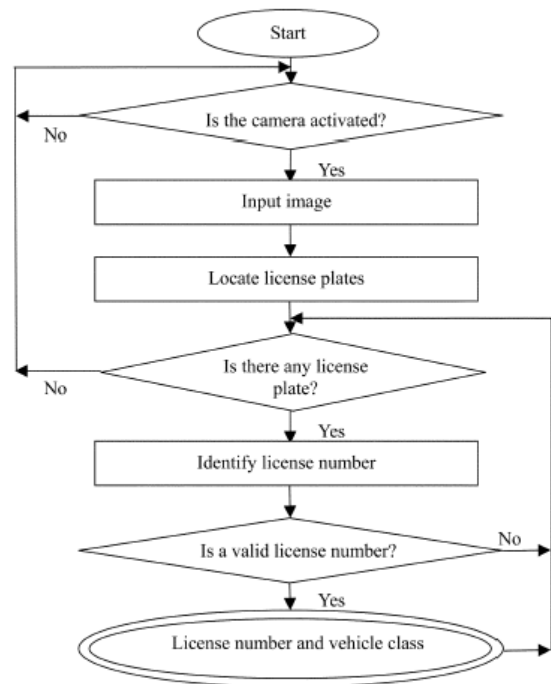 Start
Is the camera activated?
No
Yes
Input image
Locate license plates
Is there any license
plate?
No
Yes
Identify license number
Is a valid license number?
No
Yes
License number and vehicle class